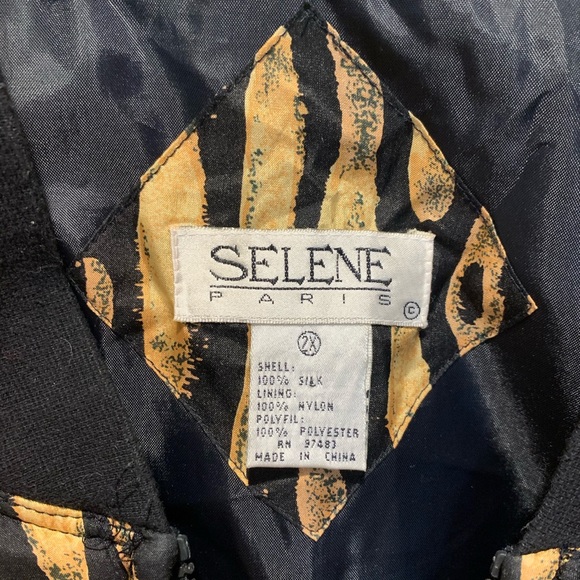 SELENE
PARIS
©
2X
SHELL:
100% SILK
LINING:
100% NYLON
POLYFIL:
100% POLYESTER
RN 97483
MADE IN CHINA